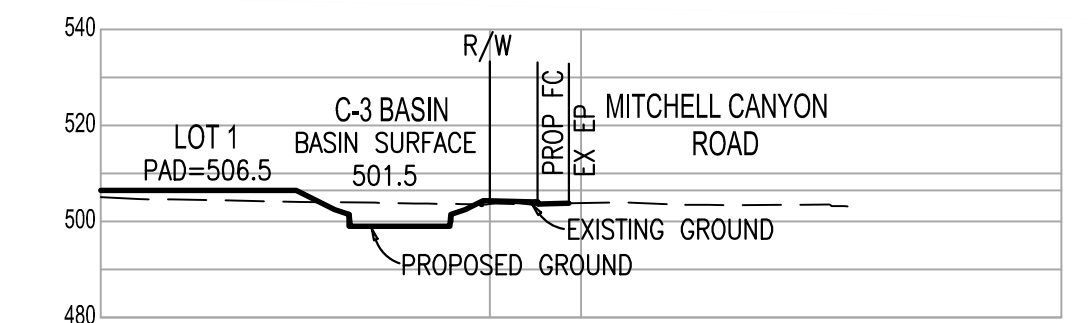 540
R/W
PROP FC
EX EP
C-3 BASIN
MITCHELL CANYON
520
LOT 1
BASIN SURFACE
ROAD
PAD=506.5
501.5
500
EXISTING GROUND
PROPOSED GROUND
480